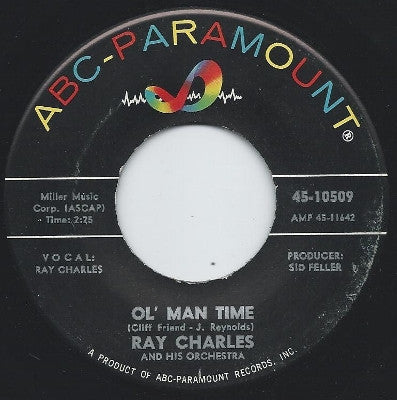 ABC-PARAMOUNT®
Miller Music
Corp. (ASCAP)
- Time: 2:25
45-10509
AMP 45-11642
VOCAL:
RAY CHARLES
PRODUCER:
SID FELLER
OL' MAN TIME
(Cliff Friend - J. Reynolds)
RAY CHARLES
AND HIS ORCHESTRA
A PRODUCT OF ABC-PARAMOUNT RECORDS, INC.